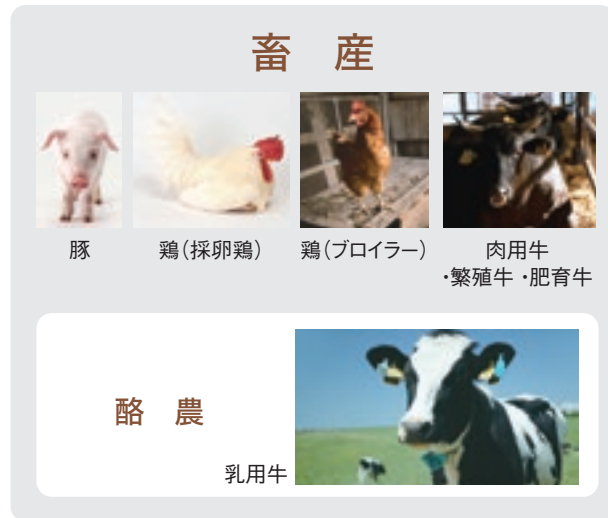 畜 産
豚
鶏(採卵鶏)
鶏(ブロイラー)
肉用牛
・繁殖牛・肥育牛
酪 農
乳用牛